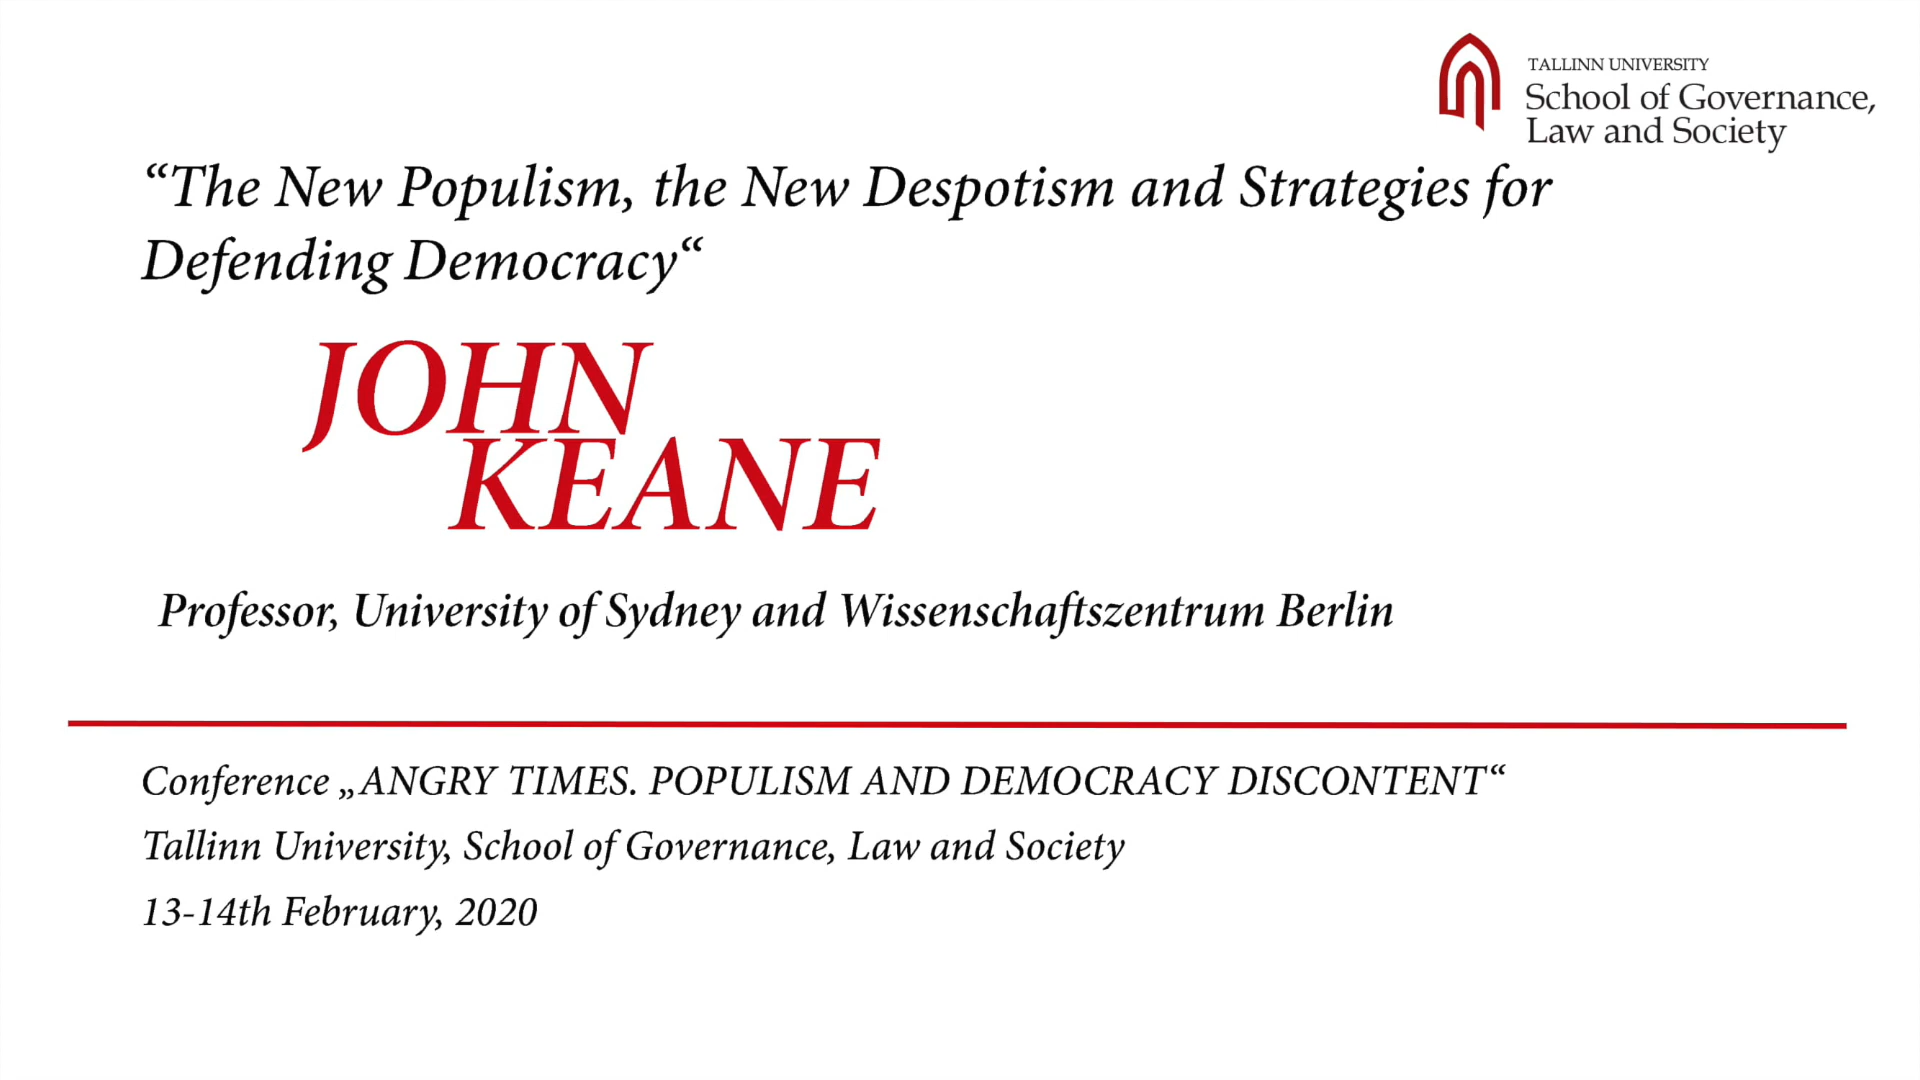 TALLINN UNIVERSITY
School of Governance,
Law and Society
“The New Populism, the New Despotism and Strategies for
Defending Democracy“
JOHN
KEANE
Professor, University of Sydney and Wissenschaftszentrum Berlin
Conference „ANGRY TIMES. POPULISM AND DEMOCRACY DISCONTENT“
Tallinn University, School of Governance, Law and Society
13-14th February, 2020